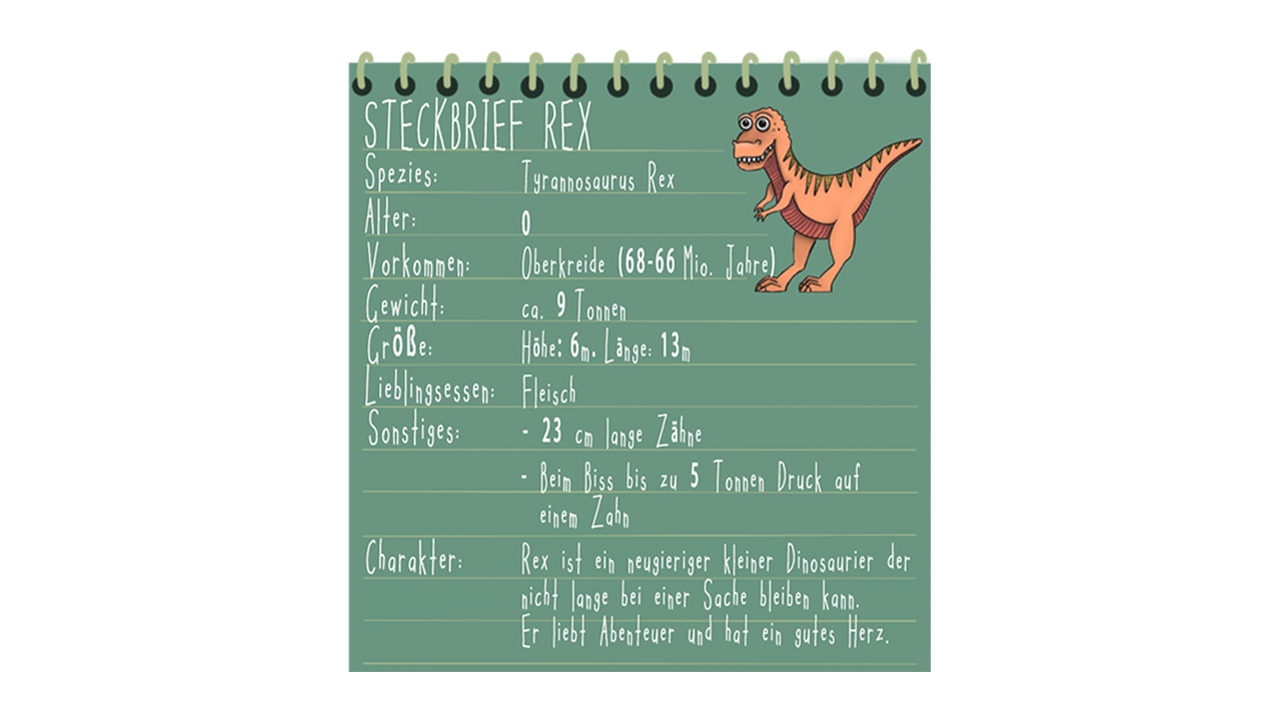 STECKBRIEF REX
Spezies: Tyrannosaurus Rex
Alter: 0
Vorkommen: Oberkreide (68-66 Mio. Jahre)
Gewicht: ca. 9 Tonnen
Größe: Höhe: 6m. Länge: 13m
Lieblingsessen: Fleisch
Sonstiges: - 23 cm lange Zähne
- Beim Biss bis zu 5 Tonnen Druck auf
einem Zahn
Charakter: Rex ist ein neugieriger kleiner Dinosaurier der
nicht lange bei einer Sache bleiben kann.
Er liebt Abenteuer und hat ein gutes Herz.